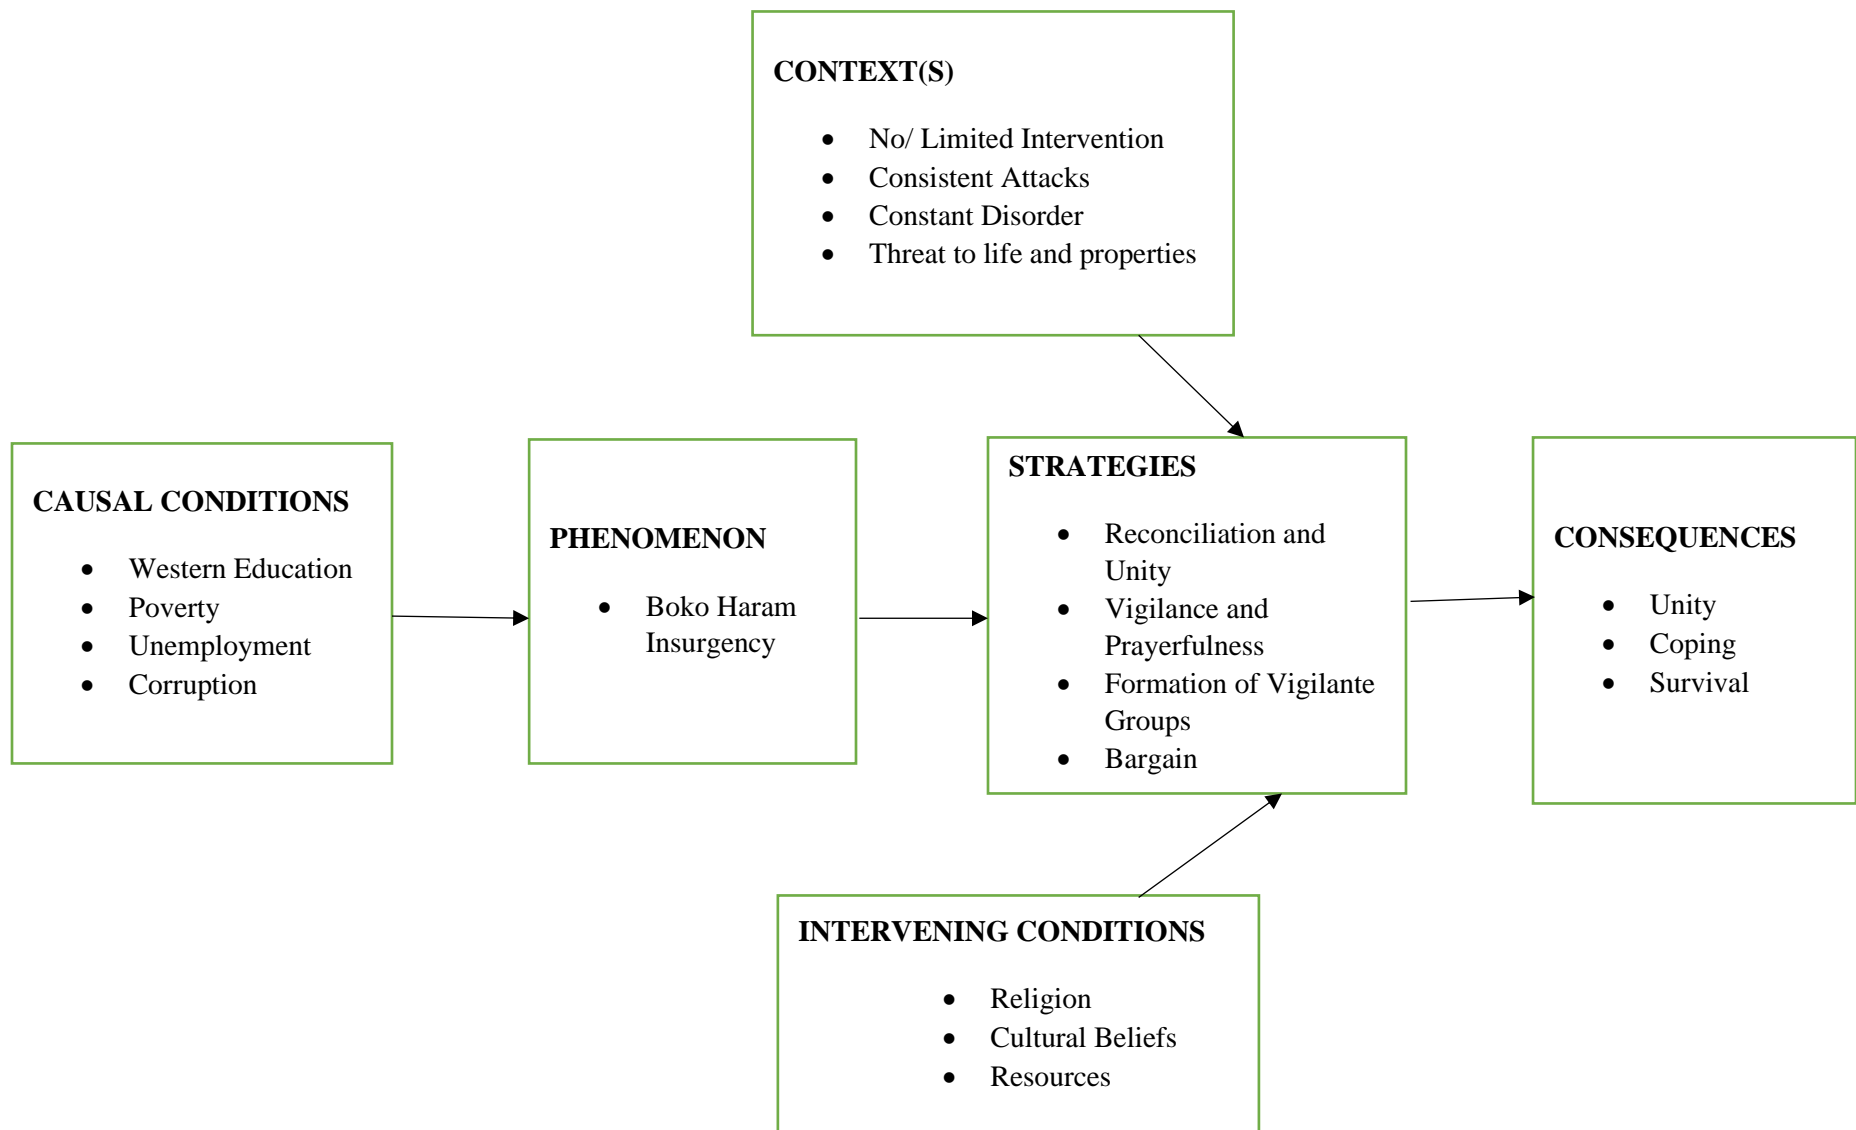 CONTEXT(S)
• No/ Limited Intervention
• Consistent Attacks
• Constant Disorder
• Threat to life and properties
CAUSAL CONDITIONS
• Western Education
• Poverty
• Unemployment
• Corruption
PHENOMENON
• Boko Haram
Insurgency
STRATEGIES
• Reconciliation and
Unity
• Vigilance and
Prayerfulness
• Formation of Vigilante
Groups
• Bargain
CONSEQUENCES
• Unity
• Coping
• Survival
INTERVENING CONDITIONS
• Religion
• Cultural Beliefs
• Resources